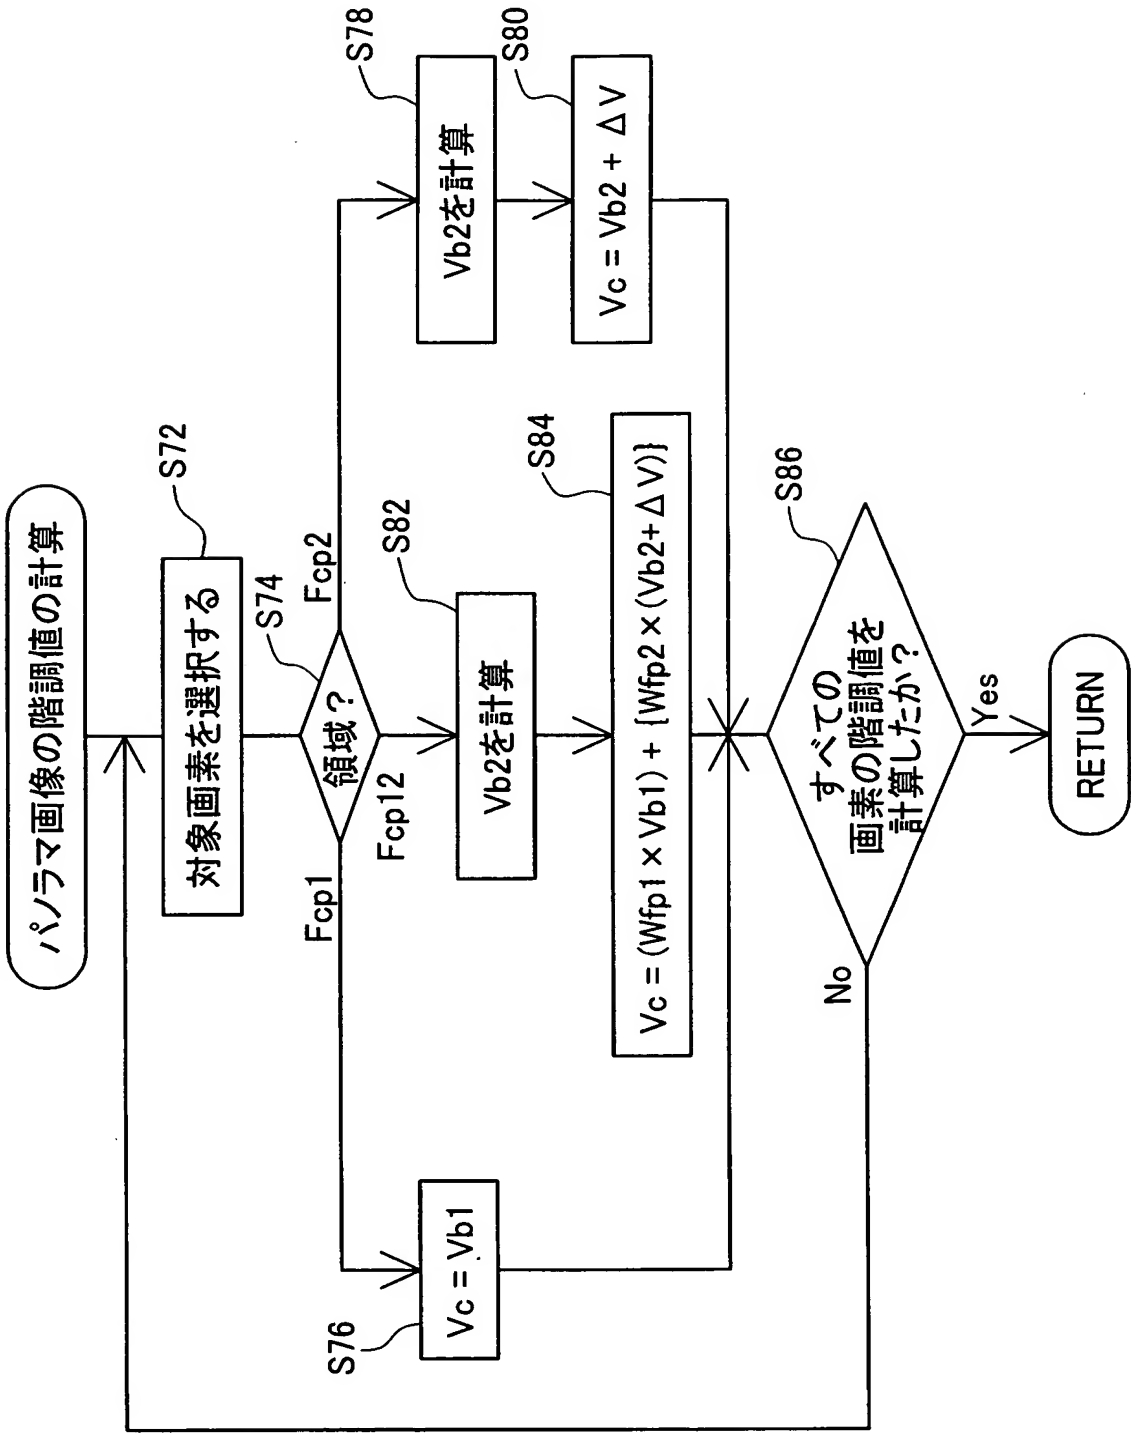 パノラマ画像の階調値の計算
S72
対象画素を選択する
S74
領域？
Fcp1
Fcp12
Fcp2
S76
Vc = Vb1
S82
Vb2を計算
S78
Vb2を計算
S84
Vc = (Wfp1 × Vb1) + {Wfp2 × (Vb2+ΔV)}
S80
Vc = Vb2 + ΔV
S86
すべての
画素の階調値を
計算したか？
No
Yes
RETURN